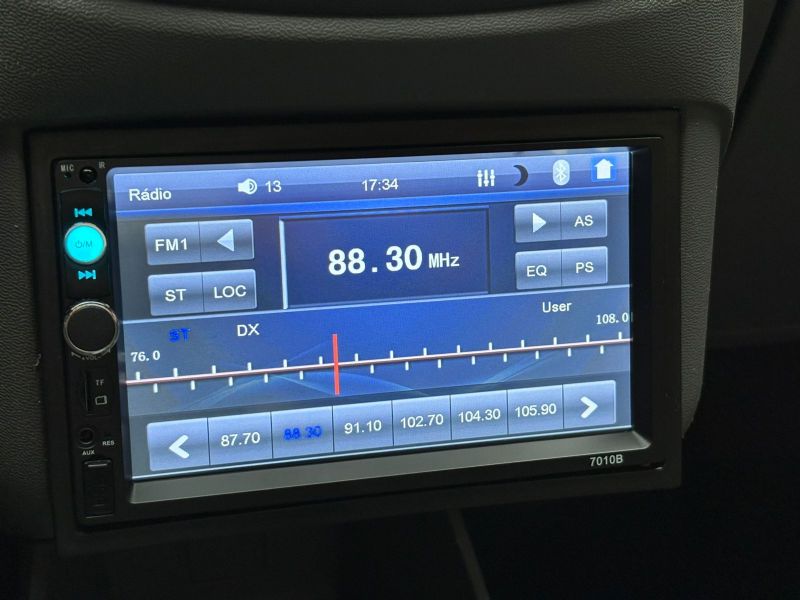 MIC IR
Rádio 13 17:34
FM1 88.30 MHz AS
ST LOC EQ PS
User
ST DX
76.0 108.0
87.70 88.30 91.10 102.70 104.30 105.90
7010B
⏻/M
VOL
TF
RES
AUX